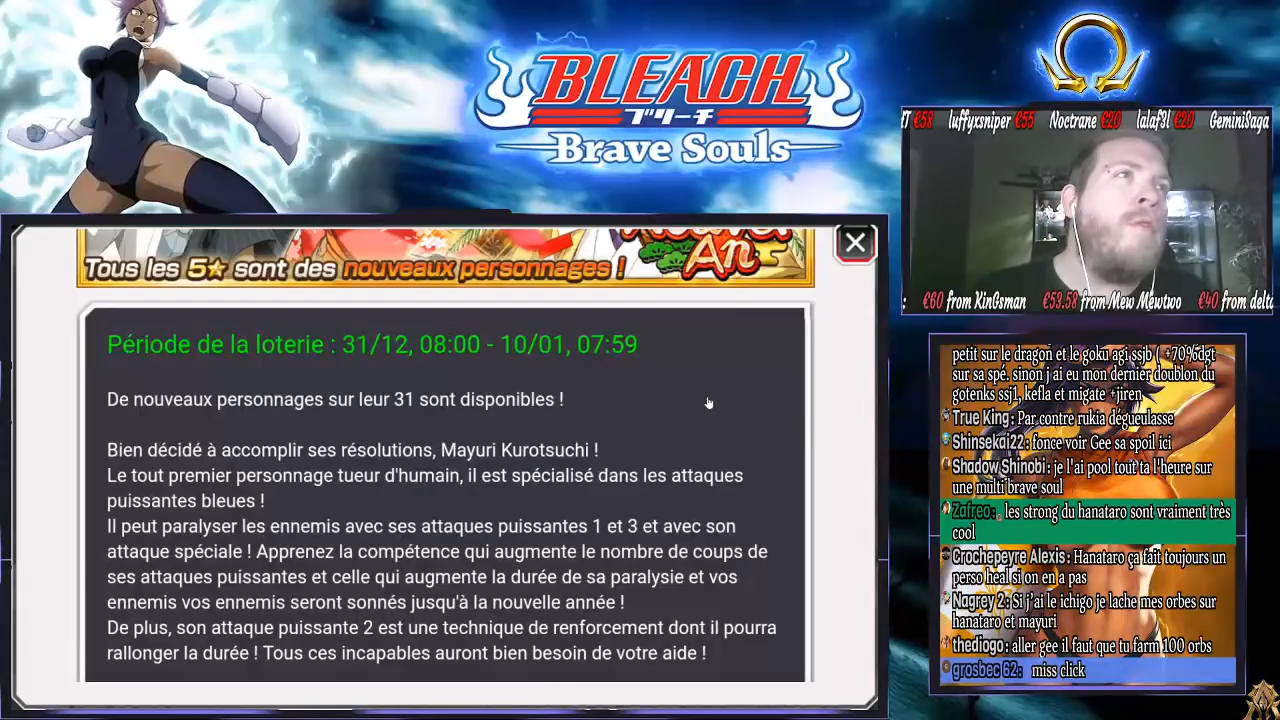 BLEACH
ブリーチ
Brave Souls
€58 luffyxsniper €55 Noctrane €20 lalaf3l €20 GeminiSaga
€60 from KinGsman €53.58 from Mew Mewtwo €40 from delta
An
Tous les 5★ sont des nouveaux personnages !
Période de la loterie : 31/12, 08:00 - 10/01, 07:59
De nouveaux personnages sur leur 31 sont disponibles !
Bien décidé à accomplir ses résolutions, Mayuri Kurotsuchi !
Le tout premier personnage tueur d'humain, il est spécialisé dans les attaques
puissantes bleues !
Il peut paralyser les ennemis avec ses attaques puissantes 1 et 3 et avec son
attaque spéciale ! Apprenez la compétence qui augmente le nombre de coups de
ses attaques puissantes et celle qui augmente la durée de sa paralysie et vos
ennemis vos ennemis seront sonnés jusqu'à la nouvelle année !
De plus, son attaque puissante 2 est une technique de renforcement dont il pourra
rallonger la durée ! Tous ces incapables auront bien besoin de votre aide !
petit sur le dragon et le goku agi ssjb ( +70%dgt
sur sa spé. sinon j ai eu mon dernier doublon du
gotenks ssj1, kefla et migate +jiren
True King: Par contre rukia dégueulasse
Shinsekai22: fonce voir Gee sa spoil ici
Shadow Shinobi: je l'ai pool tout ta l'heure sur
une multi brave soul
Zafreo: les strong du hanataro sont vraiment très
cool
Crochepeyre Alexis: Hanataro ça fait toujours un
perso heal si on en a pas
Nagrey 2: Si j'ai le ichigo je lache mes orbes sur
hanataro et mayuri
thediogo: aller gee il faut que tu farm 100 orbs
grosbec 62: miss click